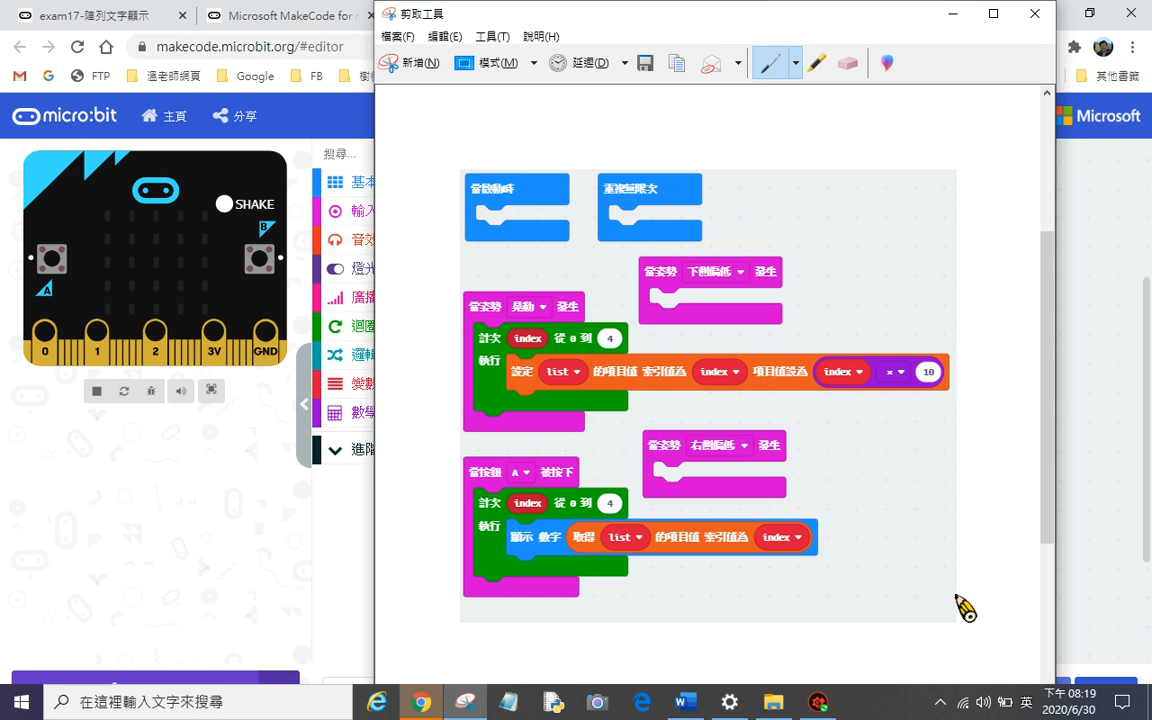 exam17-陣列文字顯示
Microsoft MakeCode for
剪取工具
makecode.microbit.org/#editor
檔案(F) 編輯(E) 工具(T) 說明(H)
新增(N) 模式(M) 延遲(D)
FTP 溫老師網頁 Google FB 其他書籤
micro:bit 主頁 分享 Microsoft
搜尋...
基本
輸入
音效
燈光
廣播
迴圈
邏輯
變數
數學
進階
SHAKE
B
A
0 1 2 3V GND
當啟動時 重複無限次
當姿勢 下側偏低 發生
當姿勢 晃動 發生
計次 index 從 0 到 4
執行 設定 list 的項目值 索引值為 index 項目值設為 index × 10
當姿勢 右側偏低 發生
當按鈕 A 被按下
計次 index 從 0 到 4
執行 顯示 數字 取得 list 的項目值 索引值為 index
在這裡輸入文字來搜尋
英
下午 08:19
2020/6/30